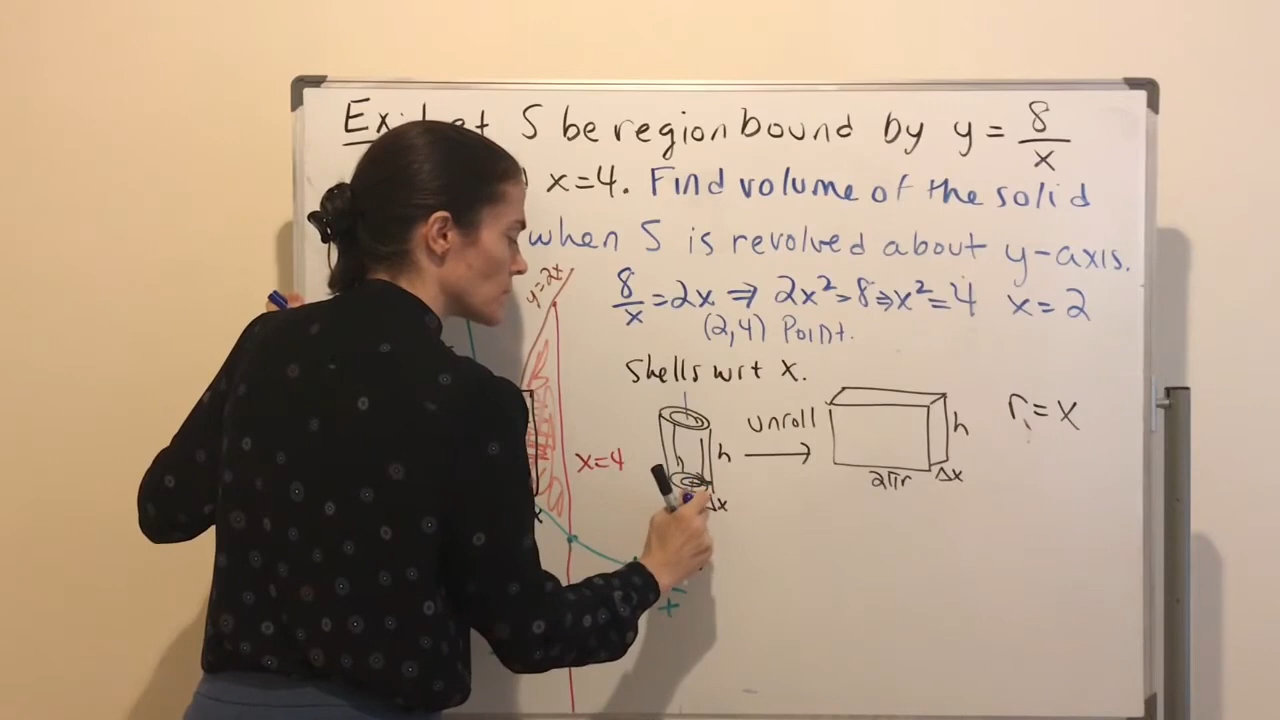 Ex: Let S be region bound by y = 8/x
x=4. Find volume of the solid
when S is revolved about y-axis.
8/x = 2x ⇒ 2x² = 8 ⇒ x² = 4 x = 2
(2,4) Point.
y=2x
Shells wrt x.
unroll
h
h
r = x
x=4
Δx
2πr
Δx
x